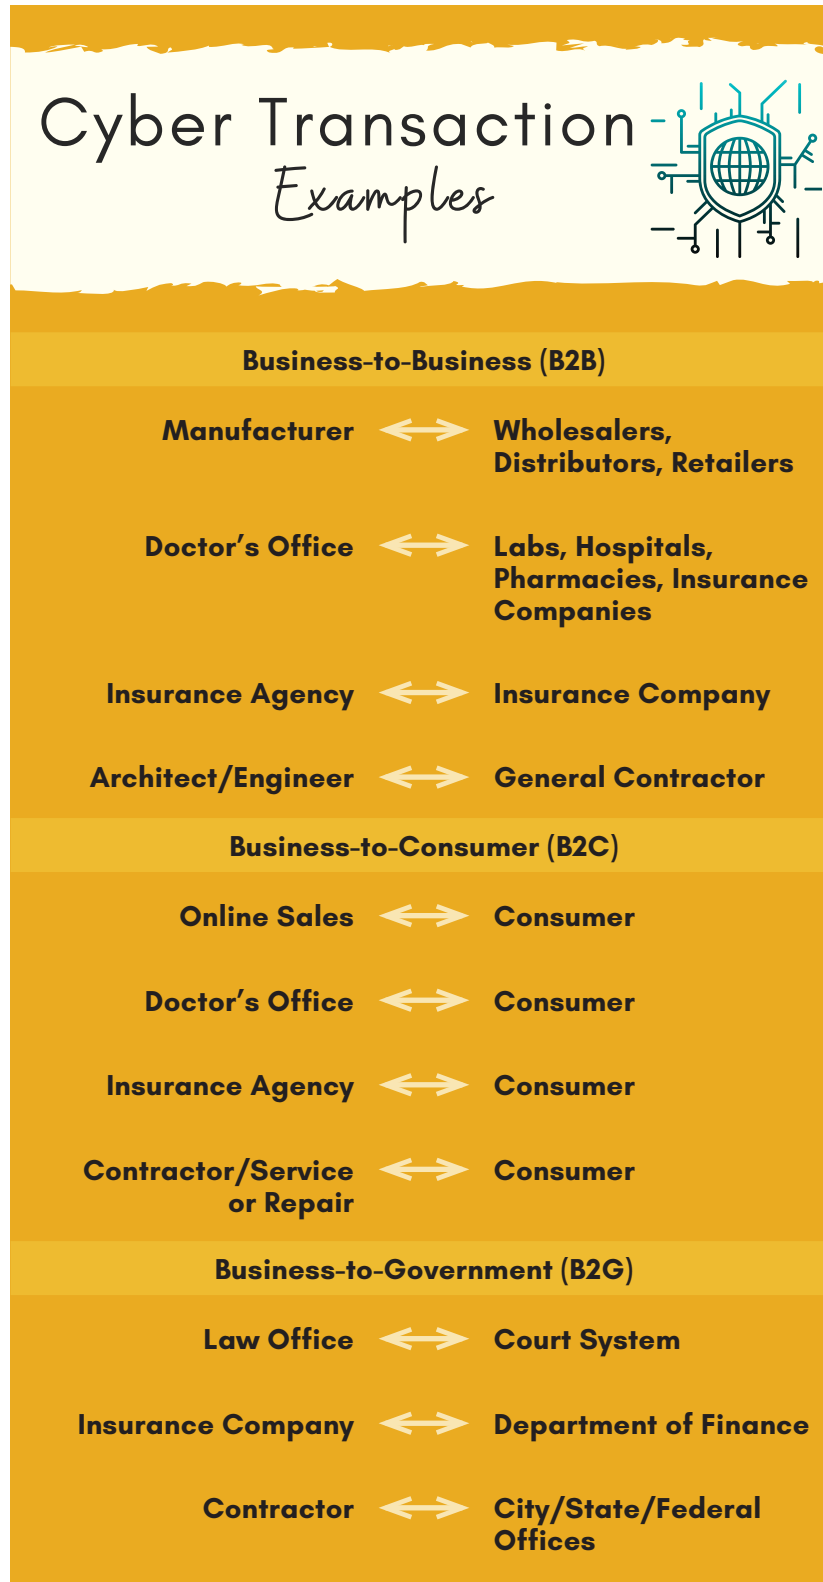 Cyber Transaction
Examples
Business-to-Business (B2B)
Manufacturer
Wholesalers,
Distributors, Retailers
Doctor’s Office
Labs, Hospitals,
Pharmacies, Insurance
Companies
Insurance Agency
Insurance Company
Architect/Engineer
General Contractor
Business-to-Consumer (B2C)
Online Sales
Consumer
Doctor’s Office
Consumer
Insurance Agency
Consumer
Contractor/Service
or Repair
Consumer
Business-to-Government (B2G)
Law Office
Court System
Insurance Company
Department of Finance
Contractor
City/State/Federal
Offices